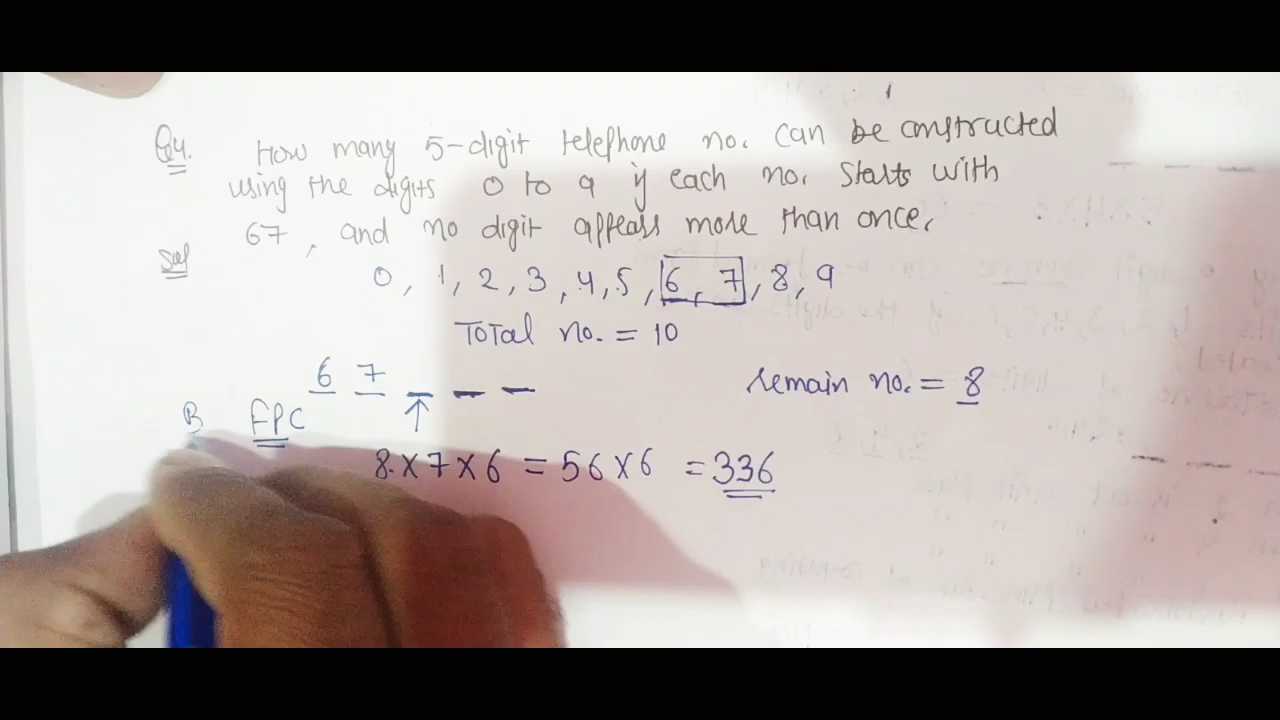 Q4. How many 5-digit telephone no. can be constructed
using the digits 0 to 9 if each no. starts with
67, and no digit appears more than once.
Sol
0, 1, 2, 3, 4, 5, 6, 7, 8, 9
Total no. = 10
6 7 _ _ _
remain no. = 8
B FPC
8 × 7 × 6 = 56 × 6 = 336